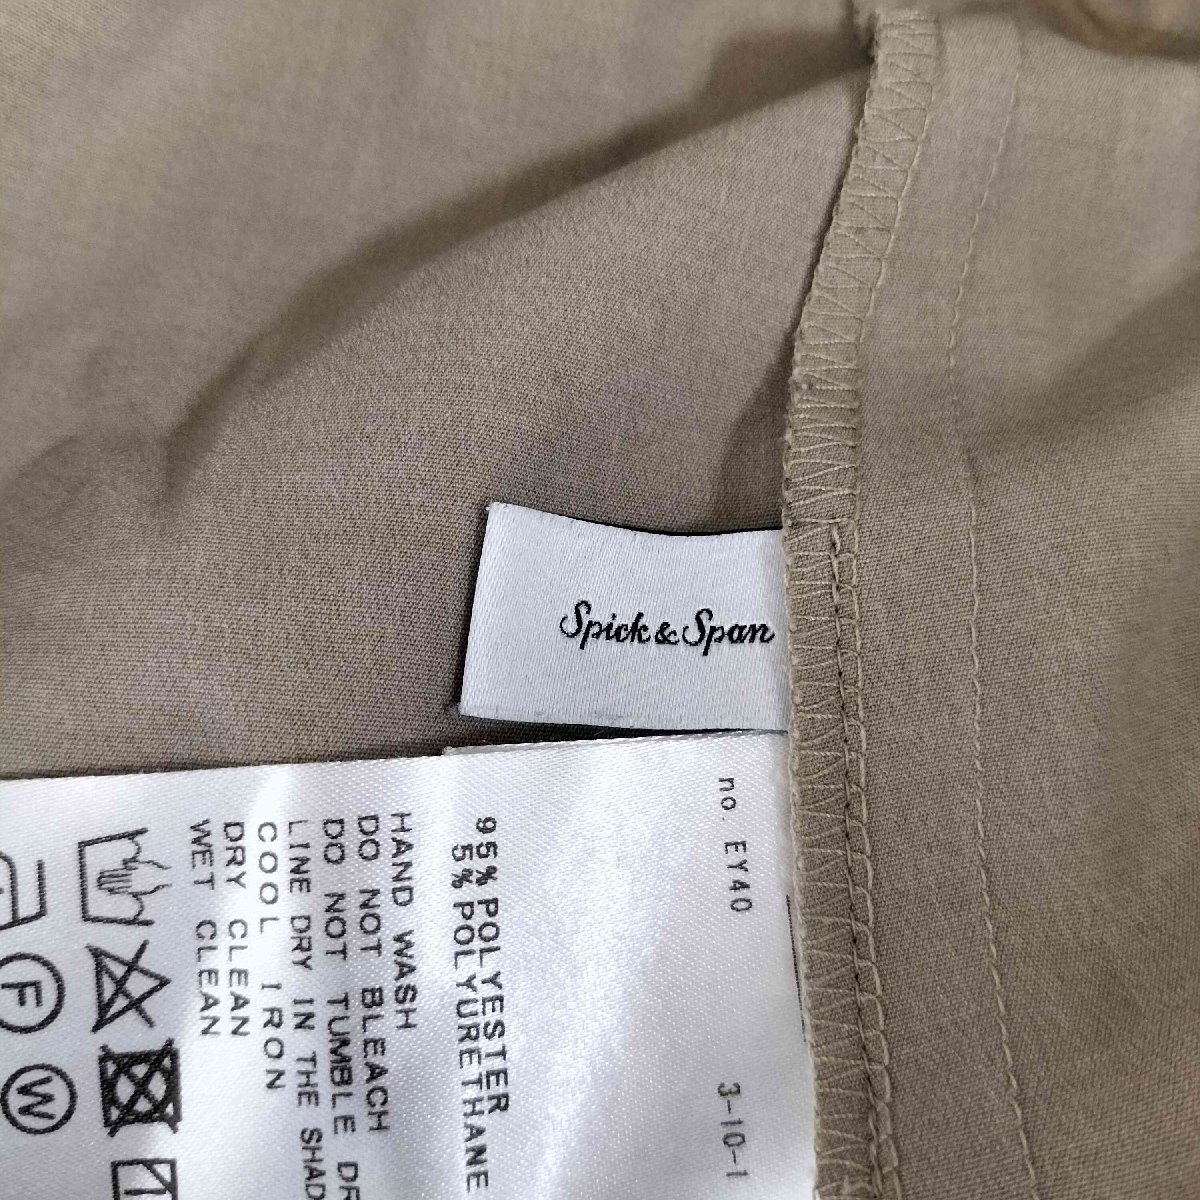 Spick & Span
no. EY40
3-10-1
95% POLYESTER
5% POLYURETHANE
HAND WASH
DO NOT BLEACH
DO NOT TUMBLE DR
LINE DRY IN THE SHAD
COOL IRON
DRY CLEAN
WET CLEAN
F
W